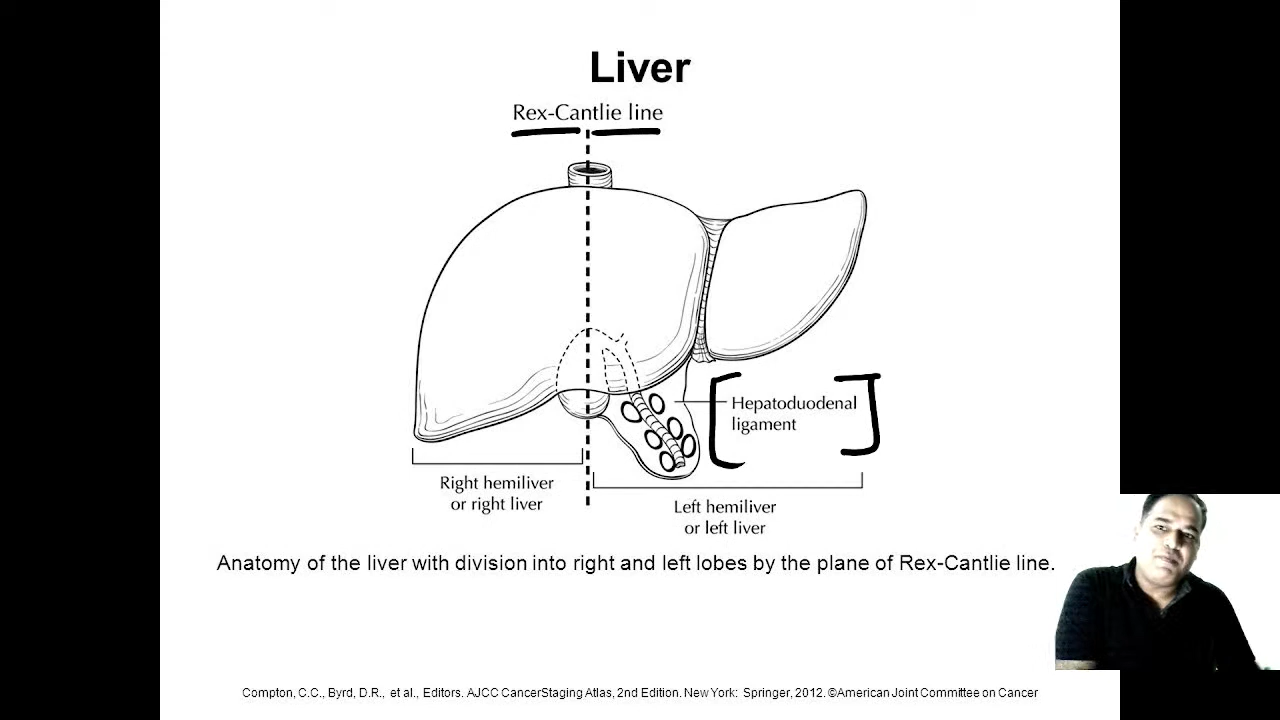 Liver
Rex-Cantlie line
Hepatoduodenal
ligament
Right hemiliver
or right liver
Left hemiliver
or left liver
Anatomy of the liver with division into right and left lobes by the plane of Rex-Cantlie line.
Compton, C.C., Byrd, D.R., et al., Editors. AJCC CancerStaging Atlas, 2nd Edition. New York: Springer, 2012. ©American Joint Committee on Cancer